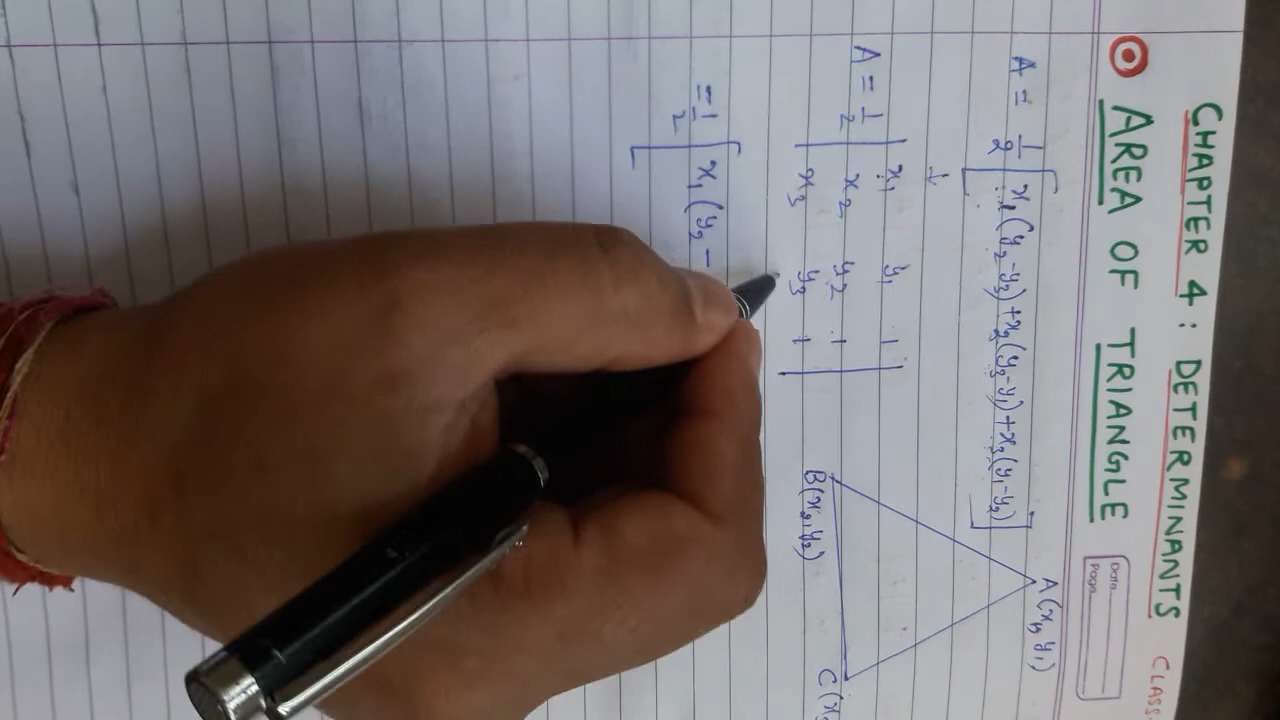 CHAPTER 4 : DETERMINANTS CLASS
AREA OF TRIANGLE
Date
Page
A = 1/2 [x₁(y₂-y₃)+x₂(y₃-y₁)+x₃(y₁-y₂)]
A(x₁, y₁)
↓
A = 1/2 | x₁ y₁ 1
x₂ y₂ 1
x₃ y₃ 1 |
B(x₂, y₂)
C(x₃
= 1/2 [ x₁(y₂ -